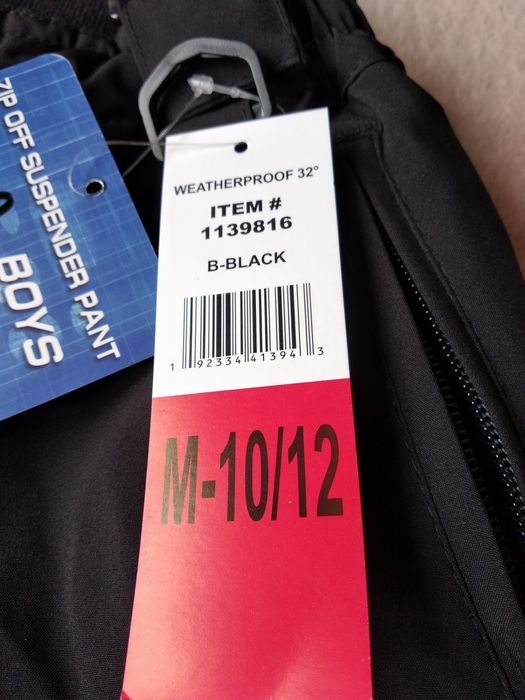 ZIP OFF SUSPENDER PANT
BOYS
WEATHERPROOF 32°
ITEM #
1139816
B-BLACK
1 92334 41394 3
M-10/12